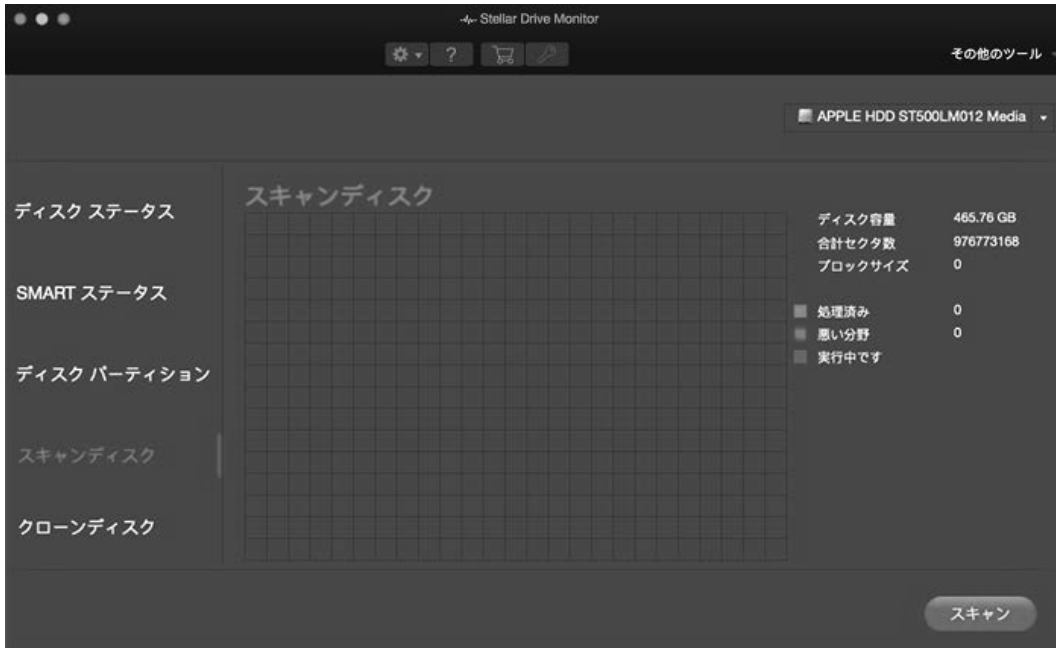 Stellar Drive Monitor
?
その他のツール
APPLE HDD ST500LM012 Media
ディスク ステータス
SMART ステータス
ディスク パーティション
スキャンディスク
クローンディスク
スキャンディスク
ディスク容量 465.76 GB
合計セクタ数 976773168
ブロックサイズ 0
処理済み 0
悪い分野 0
実行中です
スキャン